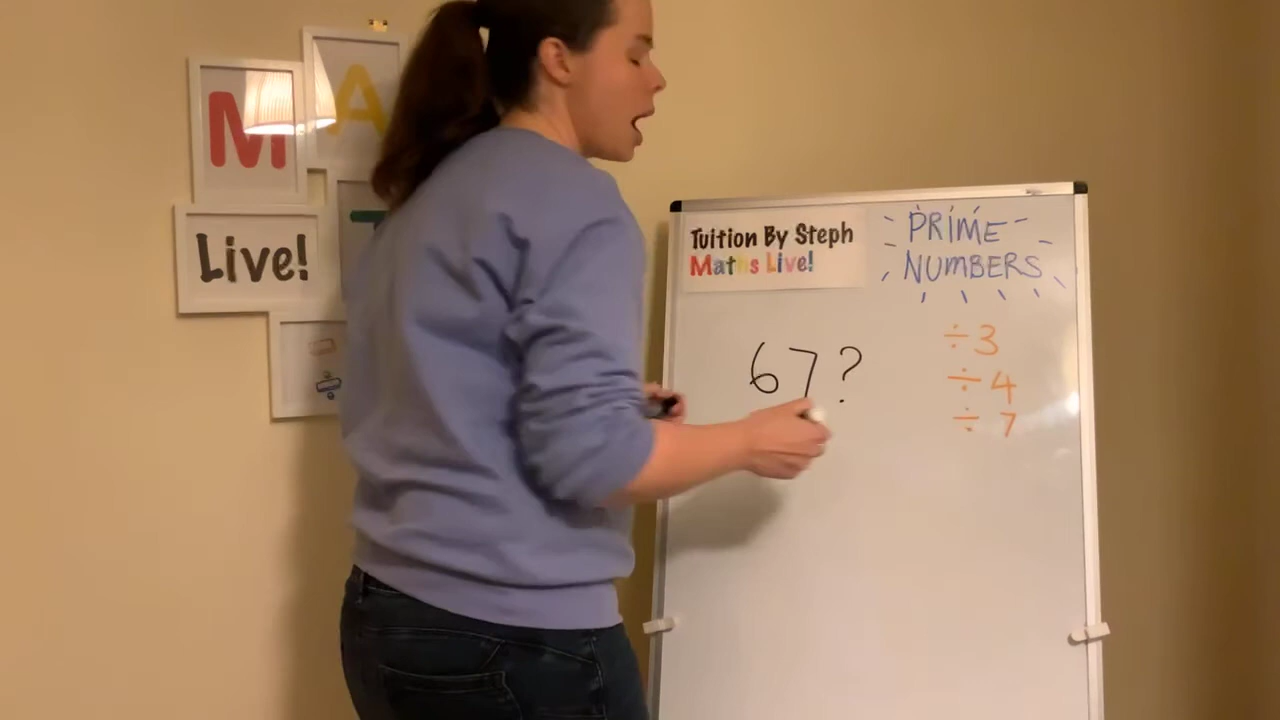 M
A
T
Live!
Tuition By Steph
Maths Live!
PRIME
NUMBERS
67?
÷3
÷4
÷7